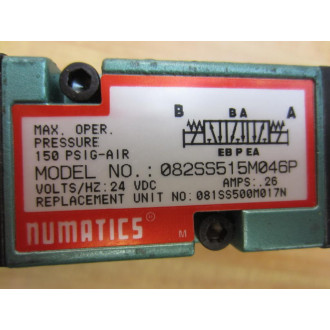 B BA A
MAX. OPER.
PRESSURE
150 PSIG-AIR
EB P EA
MODEL NO.: 082SS515M046P
VOLTS/HZ: 24 VDC AMPS: .26
REPLACEMENT UNIT NO: 081SS500M017N
numatics®
M